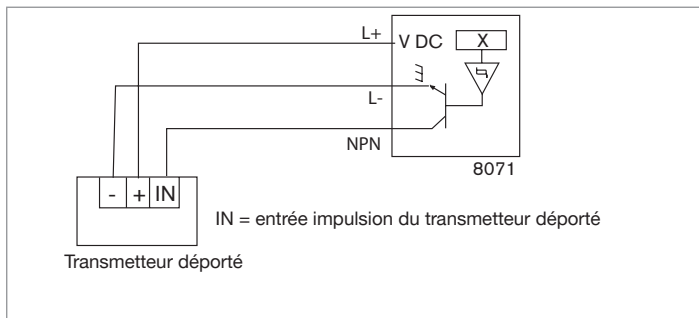 L+
V DC
X
L-
NPN
8071
- + IN
IN = entrée impulsion du transmetteur déporté
Transmetteur déporté